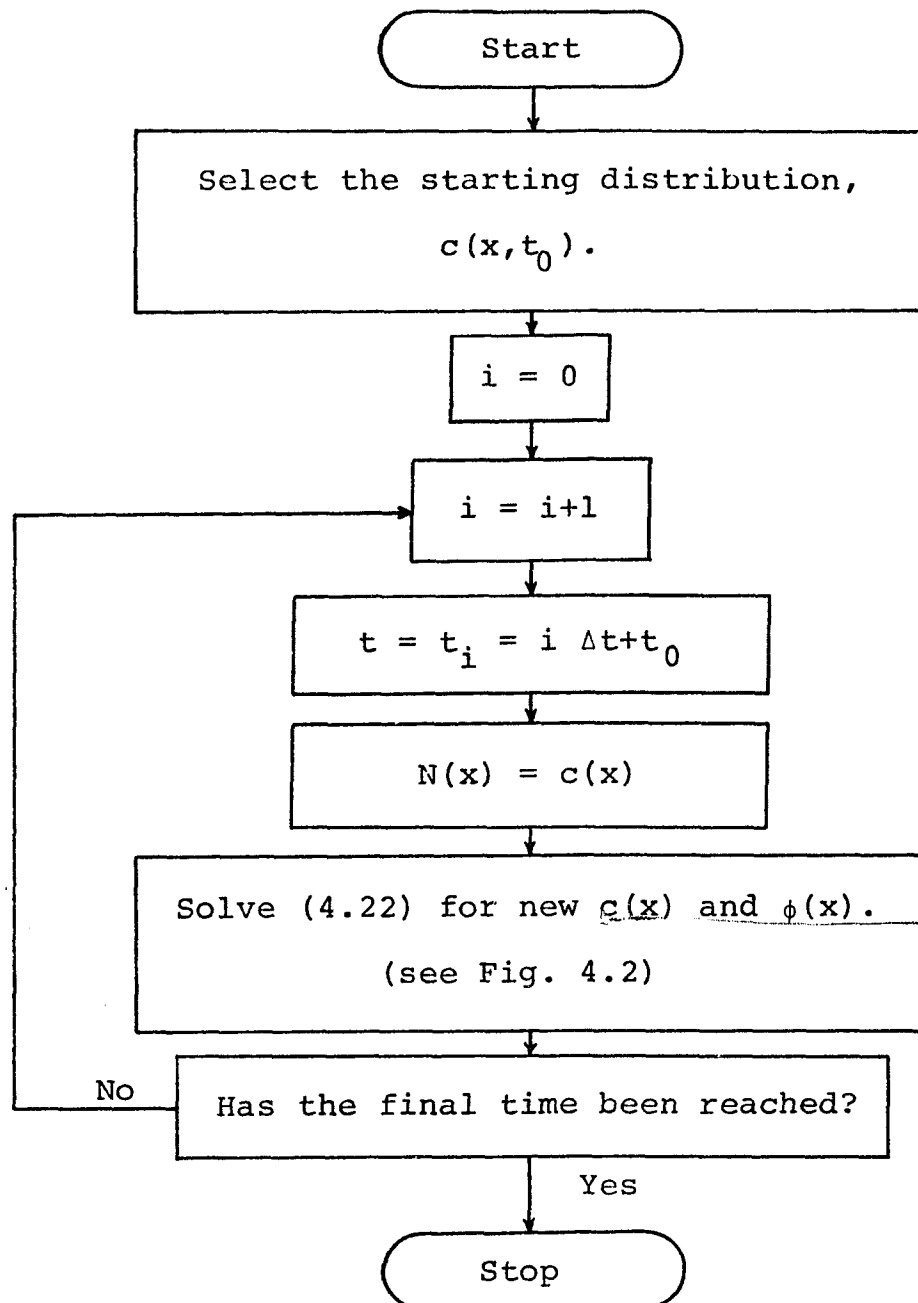 Start
Select the starting distribution,
c(x,t₀).
i = 0
i = i+1
t = tᵢ = i Δt+t₀
N(x) = c(x)
Solve (4.22) for new c(x) and φ(x).
(see Fig. 4.2)
No
Has the final time been reached?
Yes
Stop